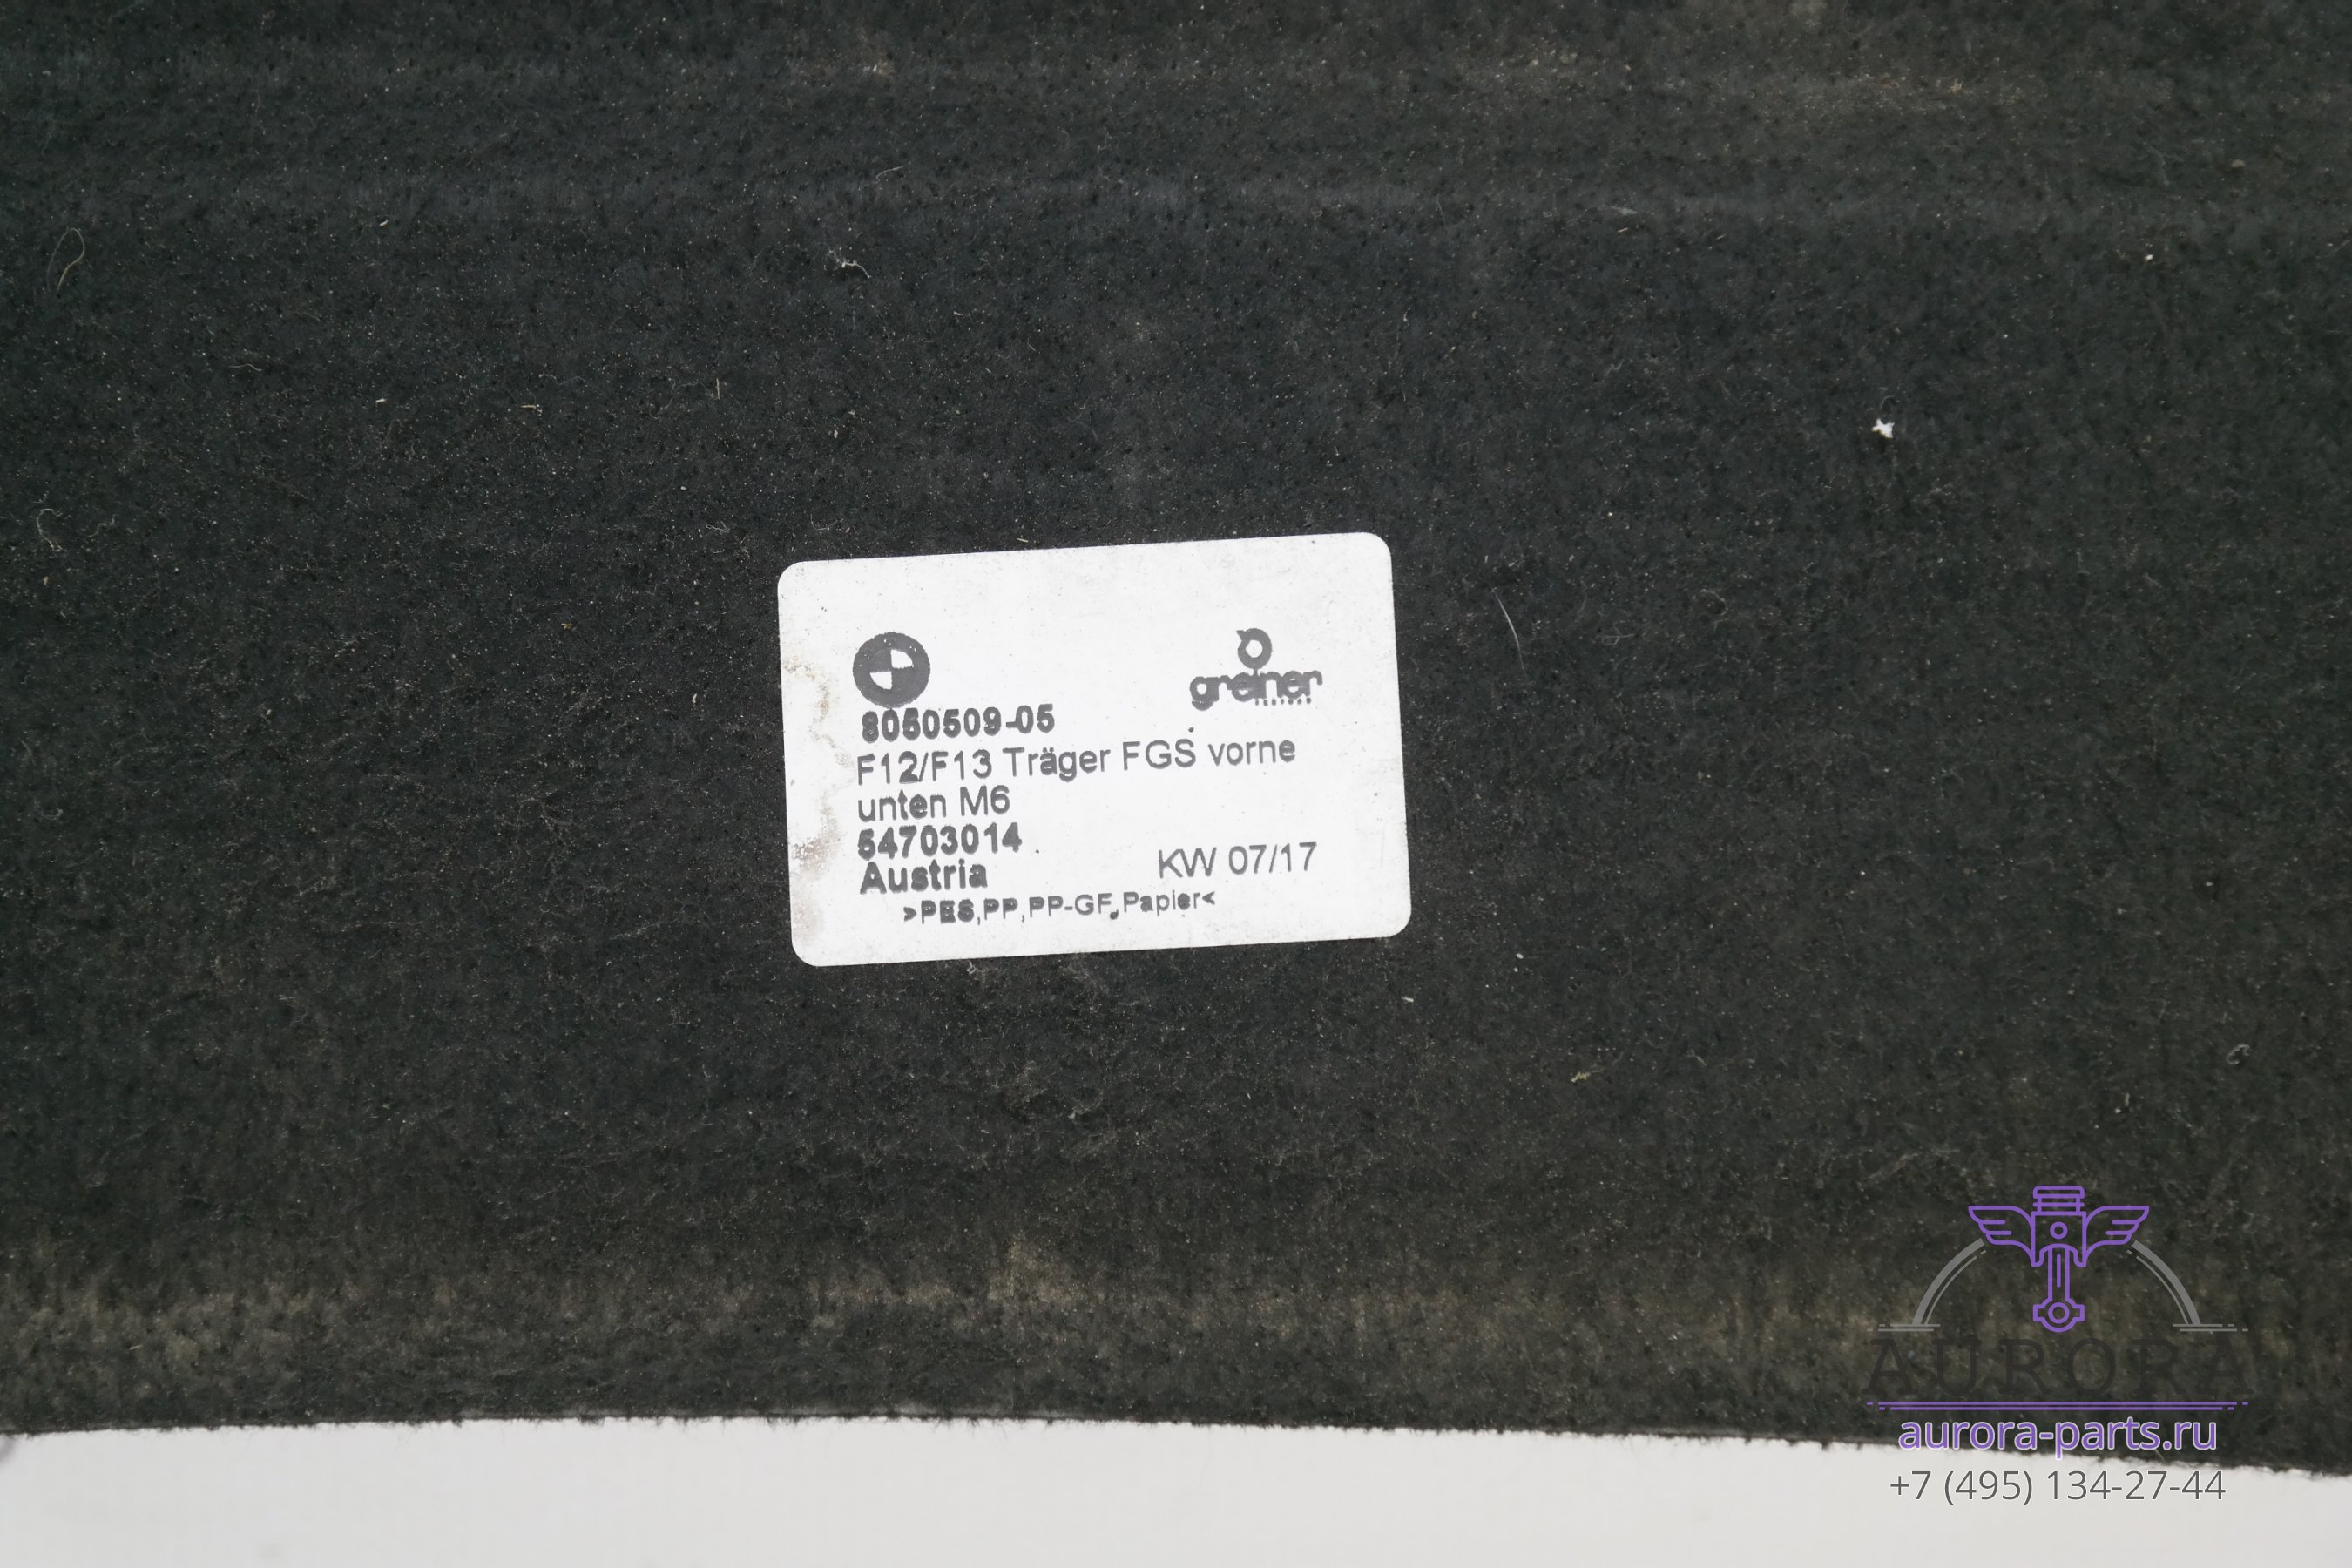 greiner
8050509-05
F12/F13 Träger FGS vorne
unten M6
54703014
Austria KW 07/17
>PES,PP,PP-GF,Papier<
AURORA
aurora-parts.ru
+7 (495) 134-27-44